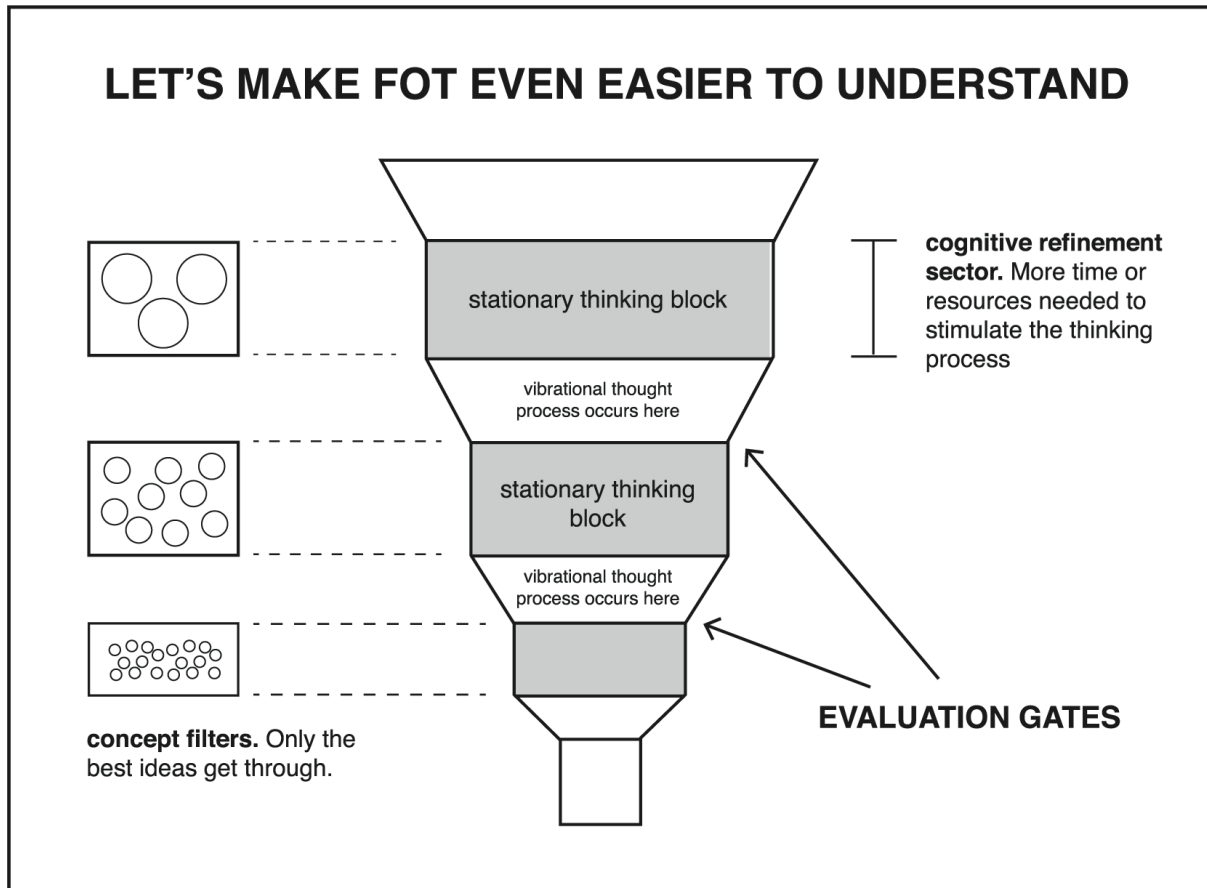 LET'S MAKE FOT EVEN EASIER TO UNDERSTAND
cognitive refinement
sector. More time or
resources needed to
stimulate the thinking
process
stationary thinking block
vibrational thought
process occurs here
stationary thinking
block
vibrational thought
process occurs here
EVALUATION GATES
concept filters. Only the
best ideas get through.